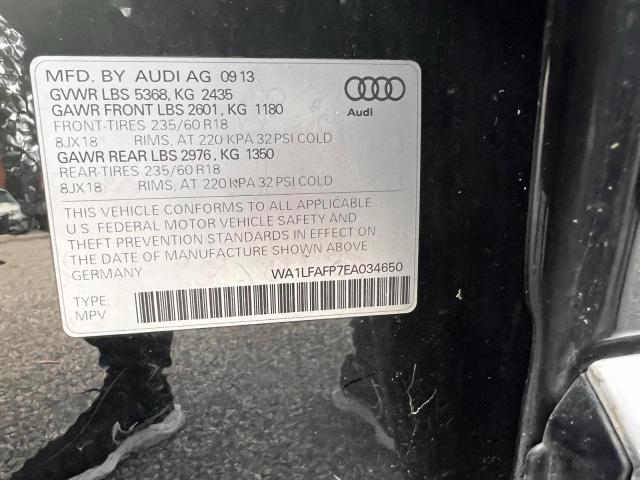 MFD. BY AUDI AG 09 13
GVWR LBS 5368, KG 2435
GAWR FRONT LBS 2601, KG 1180
FRONT-TIRES 235/60 R18
8JX18 RIMS, AT 220 KPA 32 PSI COLD
GAWR REAR LBS 2976, KG 1350
REAR-TIRES 235/60 R18
8JX18 RIMS, AT 220 KPA 32 PSI COLD
Audi
THIS VEHICLE CONFORMS TO ALL APPLICABLE
U.S. FEDERAL MOTOR VEHICLE SAFETY AND
THEFT PREVENTION STANDARDS IN EFFECT ON
THE DATE OF MANUFACTURE SHOWN ABOVE
GERMANY WA1LFAFP7EA034650
TYPE:
MPV